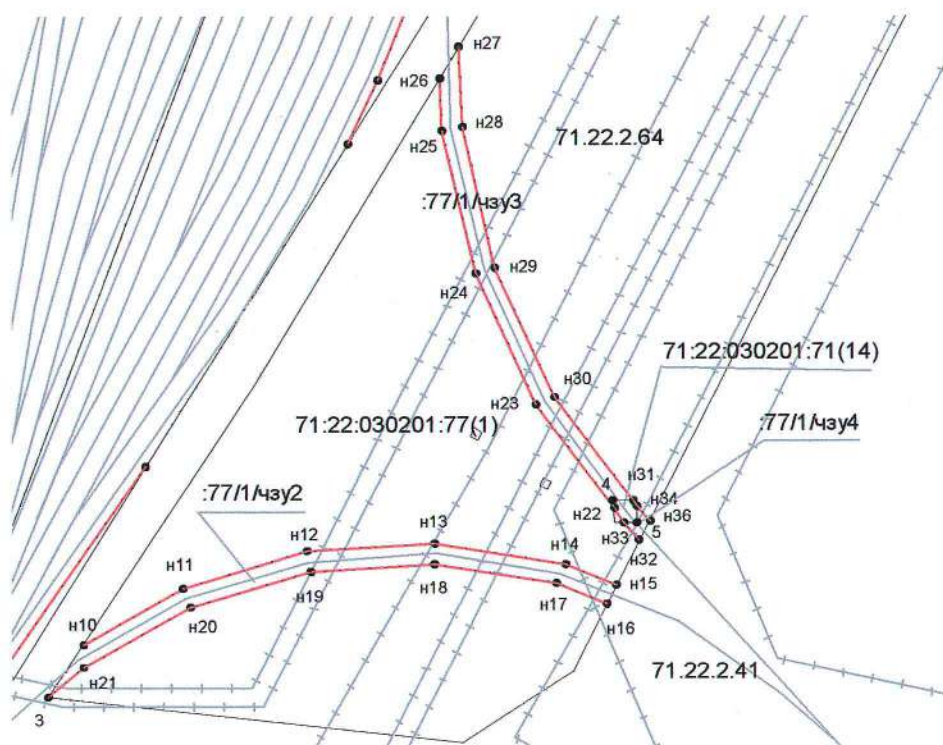 н27
н26
н28
н25
71.22.2.64
:77/1/чзу3
н29
н24
71:22:030201:71(14)
н30
н23
71:22:030201:77(1)
:77/1/чзу4
:77/1/чзу2
4
н31
н34
н22
н36
н33
5
н32
н13
н12
н14
н11
н15
н18
н19
н17
н16
н20
н10
н21
71.22.2.41
3